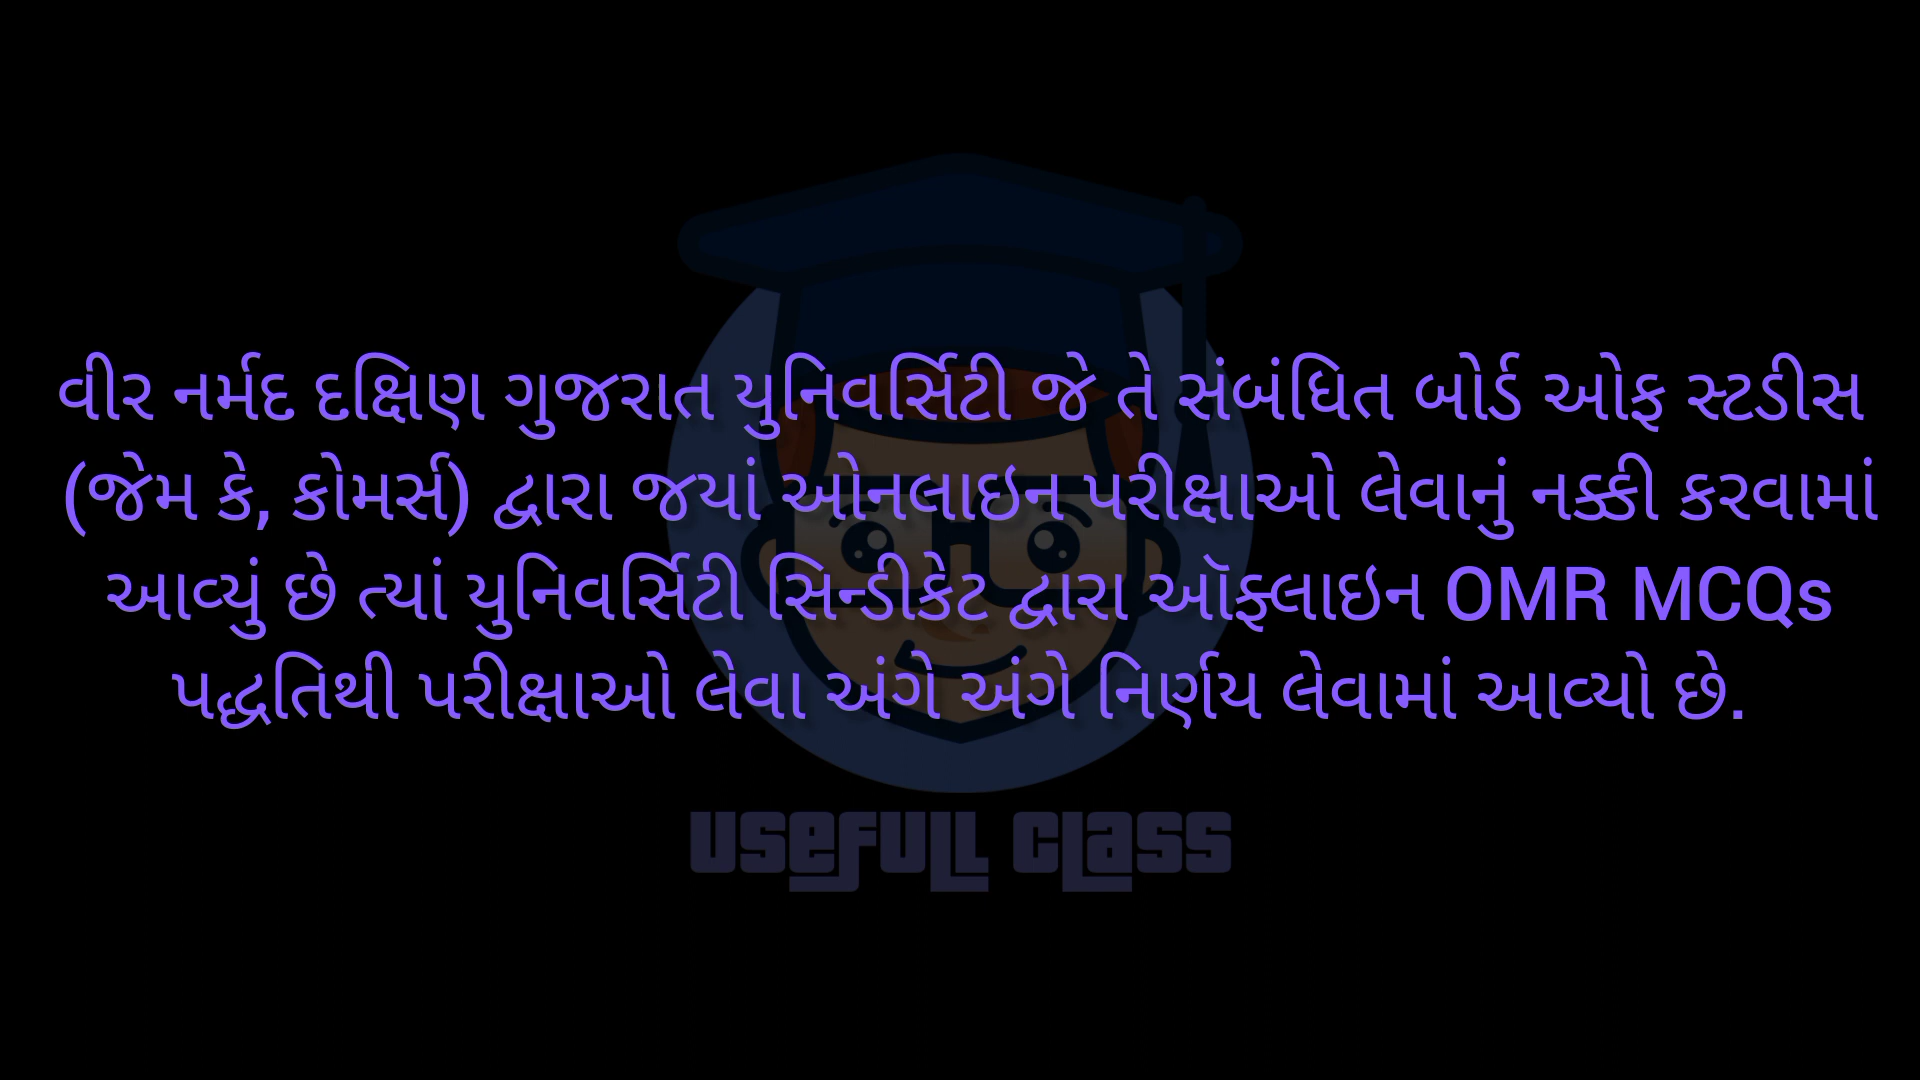 વીર નર્મદ દક્ષિણ ગુજરાત યુનિવર્સિટી જે તે સંબંધિત બોર્ડ ઓફ સ્ટડીસ
(જેમ કે, કોમર્સ) દ્વારા જયાં ઓનલાઇન પરીક્ષાઓ લેવાનું નક્કી કરવામાં
આવ્યું છે ત્યાં યુનિવર્સિટી સિન્ડીકેટ દ્વારા ઑફ્લાઇન OMR MCQs
પદ્ધતિથી પરીક્ષાઓ લેવા અંગે અંગે નિર્ણય લેવામાં આવ્યો છે.
USEFULL CLASS